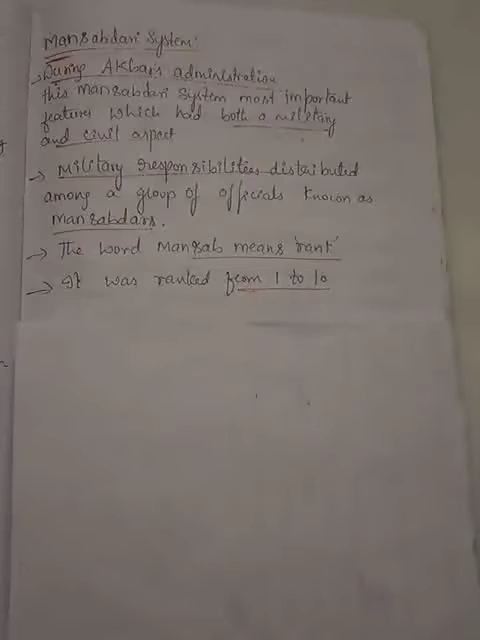 Mansabdari System:
→ During AKbar's administration
this Mansabdari System most important
features which had both a military
and civil aspect
→ Military responsibilities distributed
among a group of officials Known as
Mansabdars.
→ The word Mansab means 'rank'
→ It was ranked from 1 to 10